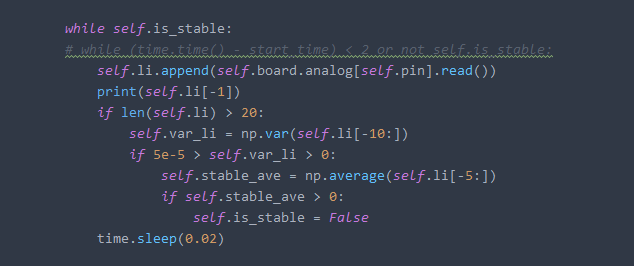 while self.is_stable:
# while (time.time() - start_time) < 2 or not self.is_stable:
self.li.append(self.board.analog[self.pin].read())
print(self.li[-1])
if len(self.li) > 20:
self.var_li = np.var(self.li[-10:])
if 5e-5 > self.var_li > 0:
self.stable_ave = np.average(self.li[-5:])
if self.stable_ave > 0:
self.is_stable = False
time.sleep(0.02)